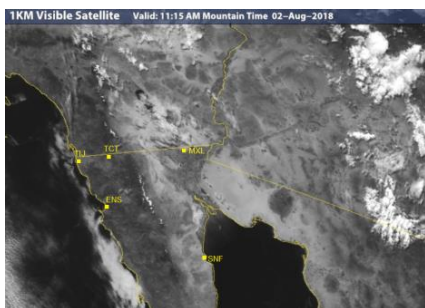 1KM Visible Satellite Valid: 11:15 AM Mountain Time 02-Aug-2018
TIJ
TCT
MXL
ENS
SNF